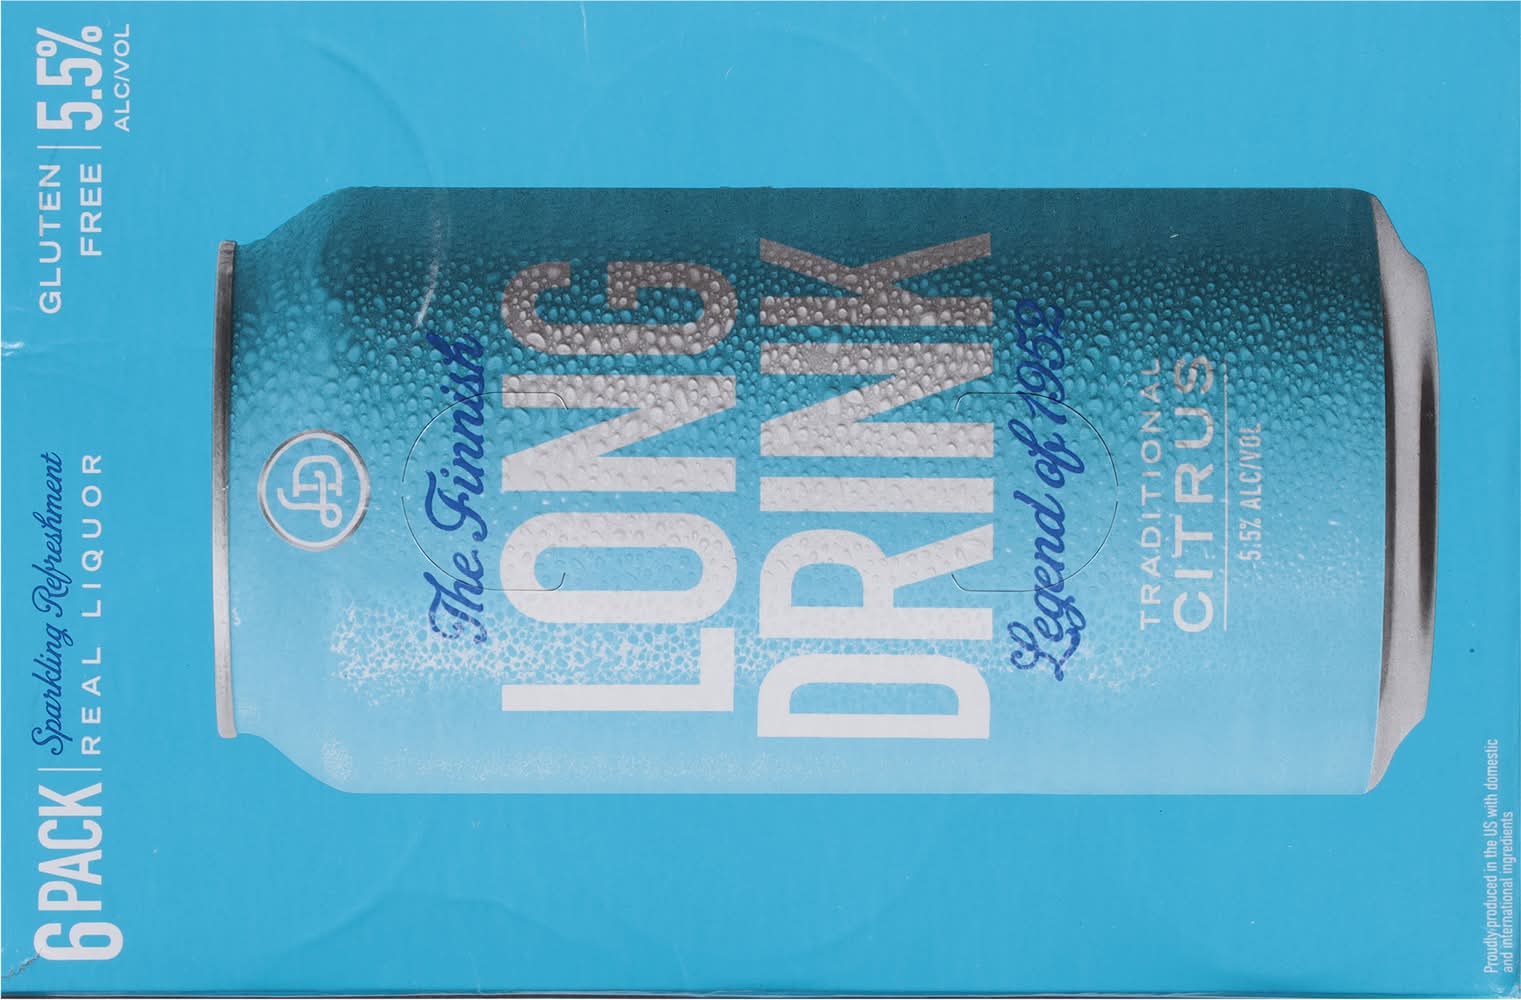 6 PACK
Sparkling Refreshment
REAL LIQUOR
GLUTEN
FREE
5.5%
ALC/VOL
The Finnish
LONG
DRINK
Legend of 1952
TRADITIONAL
CITRUS
5.5% ALC/VOL
Proudly produced in the US with domestic
and international ingredients